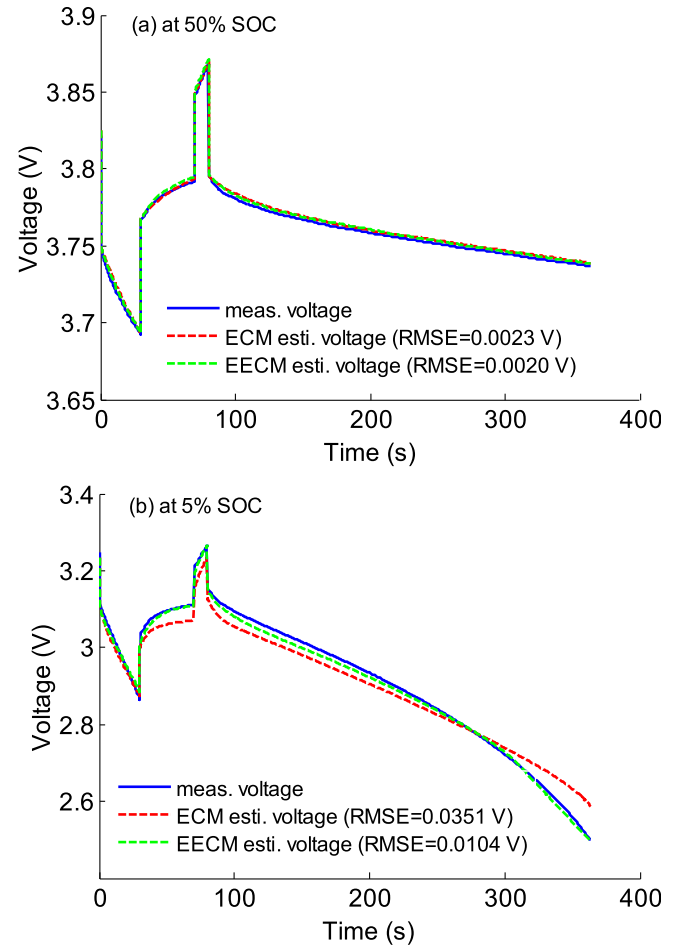 (a) at 50% SOC
3.9
3.85
3.8
3.75
3.7
3.65
Voltage (V)
meas. voltage
ECM esti. voltage (RMSE=0.0023 V)
EECM esti. voltage (RMSE=0.0020 V)
0 100 200 300 400
Time (s)
(b) at 5% SOC
3.4
3.2
3
2.8
2.6
Voltage (V)
meas. voltage
ECM esti. voltage (RMSE=0.0351 V)
EECM esti. voltage (RMSE=0.0104 V)
0 100 200 300 400
Time (s)